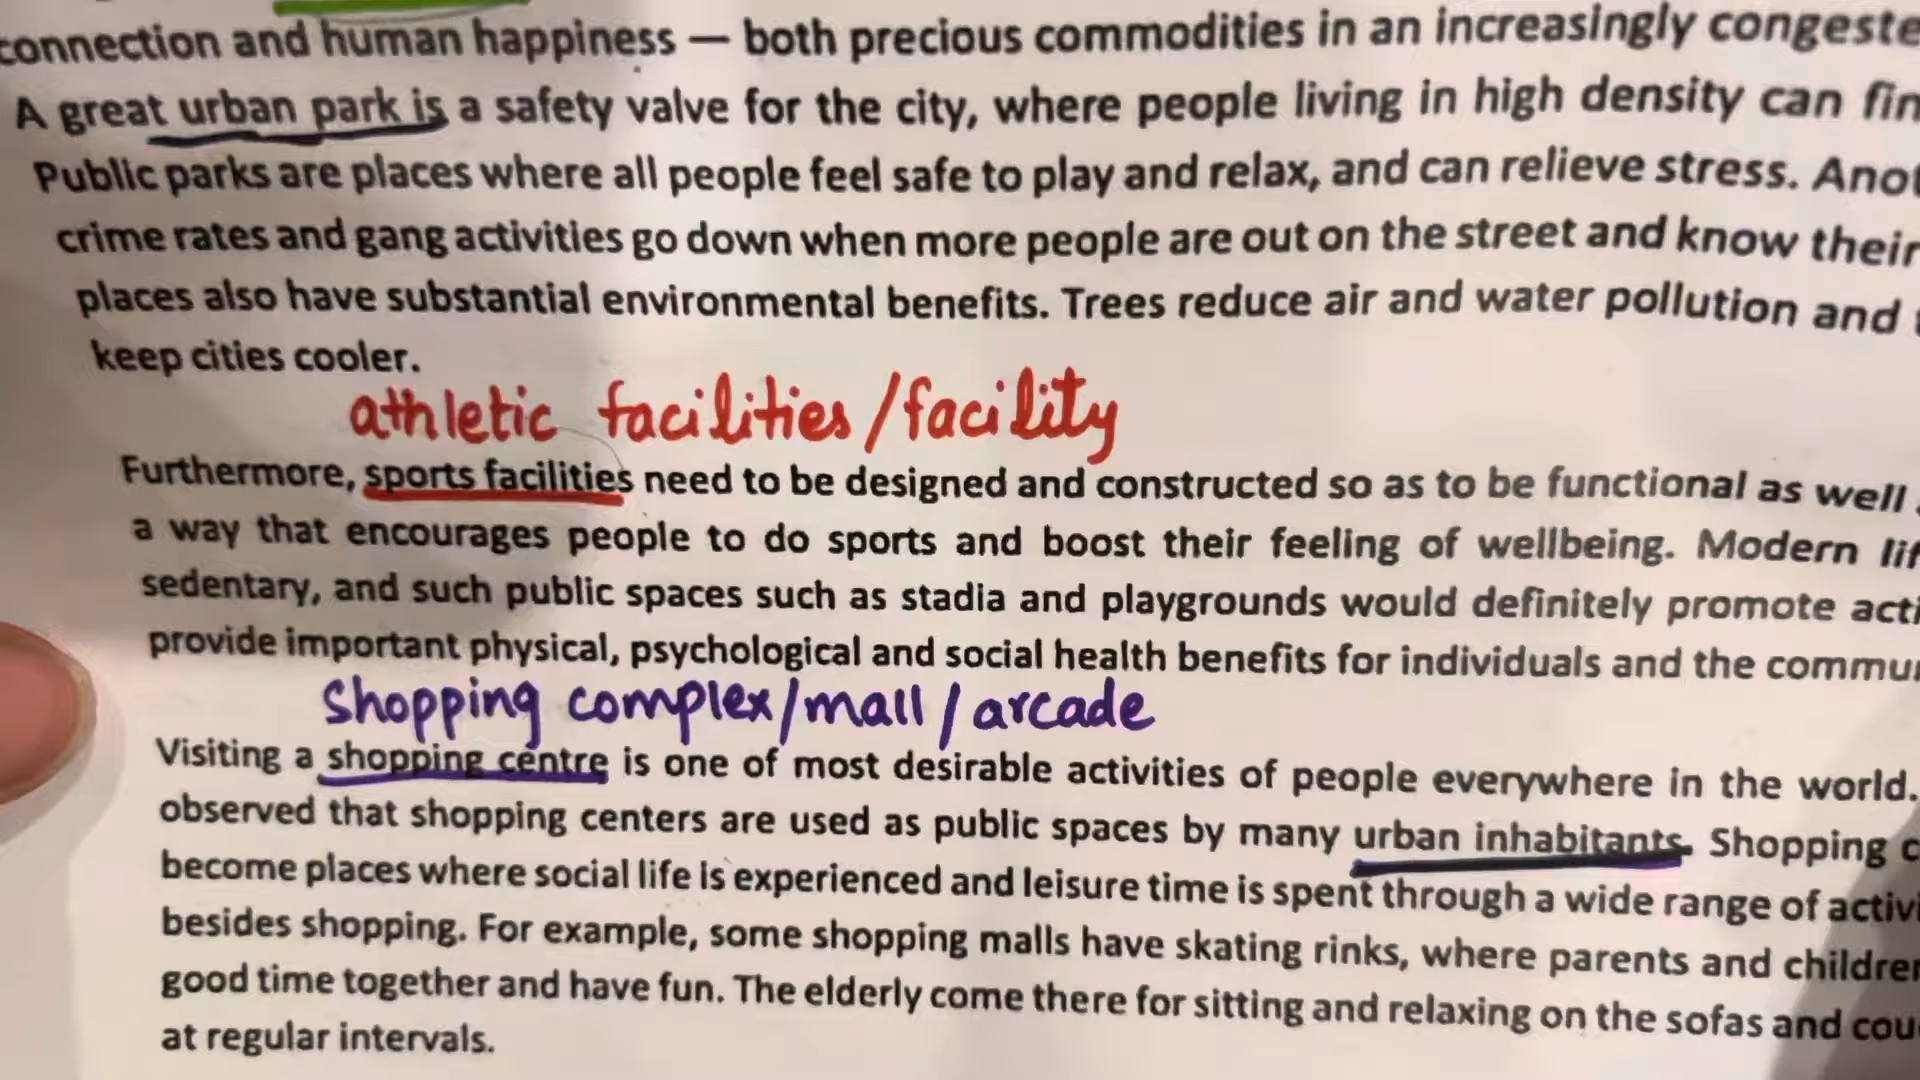 connection and human happiness — both precious commodities in an increasingly
A great urban park is a safety valve for the city, where people living in high density can
Public parks are places where all people feel safe to play and relax, and can relieve stress.
crime rates and gang activities go down when more people are out on the street and know their
places also have substantial environmental benefits. Trees reduce air and water pollution and
keep cities cooler.
athletic facilities/facility
Furthermore, sports facilities need to be designed and constructed so as to be functional as well
a way that encourages people to do sports and boost their feeling of wellbeing. Modern
sedentary, and such public spaces such as stadia and playgrounds would definitely promote
provide important physical, psychological and social health benefits for individuals and the
Shopping complex/mall/arcade
Visiting a shopping centre is one of most desirable activities of people everywhere in the world.
observed that shopping centers are used as public spaces by many urban inhabitants. Shopping
become places where social life is experienced and leisure time is spent through a wide range of
besides shopping. For example, some shopping malls have skating rinks, where parents and
good time together and have fun. The elderly come there for sitting and relaxing on the sofas and
at regular intervals.